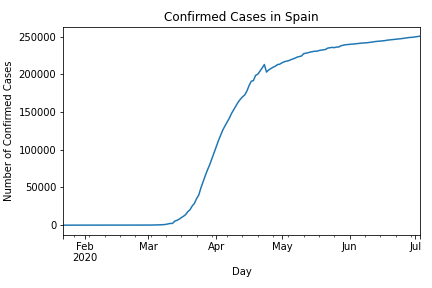 Confirmed Cases in Spain
Number of Confirmed Cases
250000
200000
150000
100000
50000
0
Feb
2020
Mar
Apr
May
Jun
Jul
Day